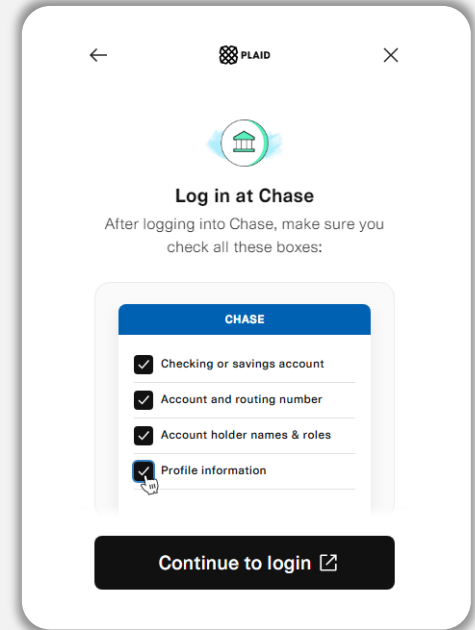 PLAID
Log in at Chase
After logging into Chase, make sure you
check all these boxes:
CHASE
Checking or savings account
Account and routing number
Account holder names & roles
Profile information
Continue to login